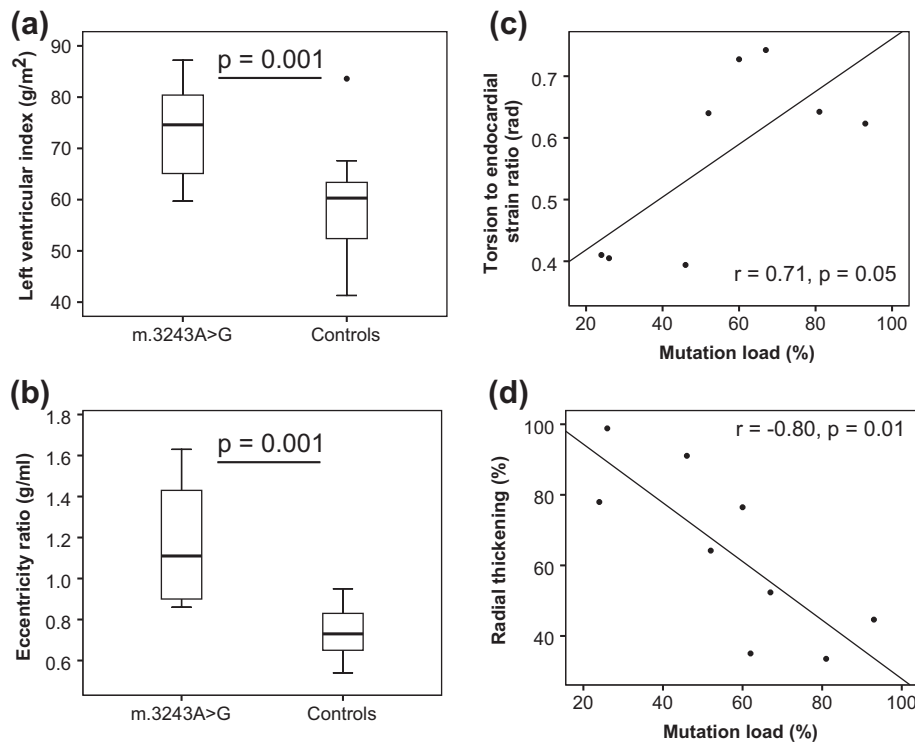 (a)
Left ventricular index (g/m²)
90
80
70
60
50
40
p = 0.001
m.3243A>G
Controls
(b)
Eccentricity ratio (g/ml)
1.8
1.6
1.4
1.2
1.0
0.8
0.6
p = 0.001
m.3243A>G
Controls
(c)
Torsion to endocardial
strain ratio (rad)
0.7
0.6
0.5
0.4
r = 0.71, p = 0.05
20
40
60
80
100
Mutation load (%)
(d)
Radial thickening (%)
100
80
60
40
r = -0.80, p = 0.01
20
40
60
80
100
Mutation load (%)